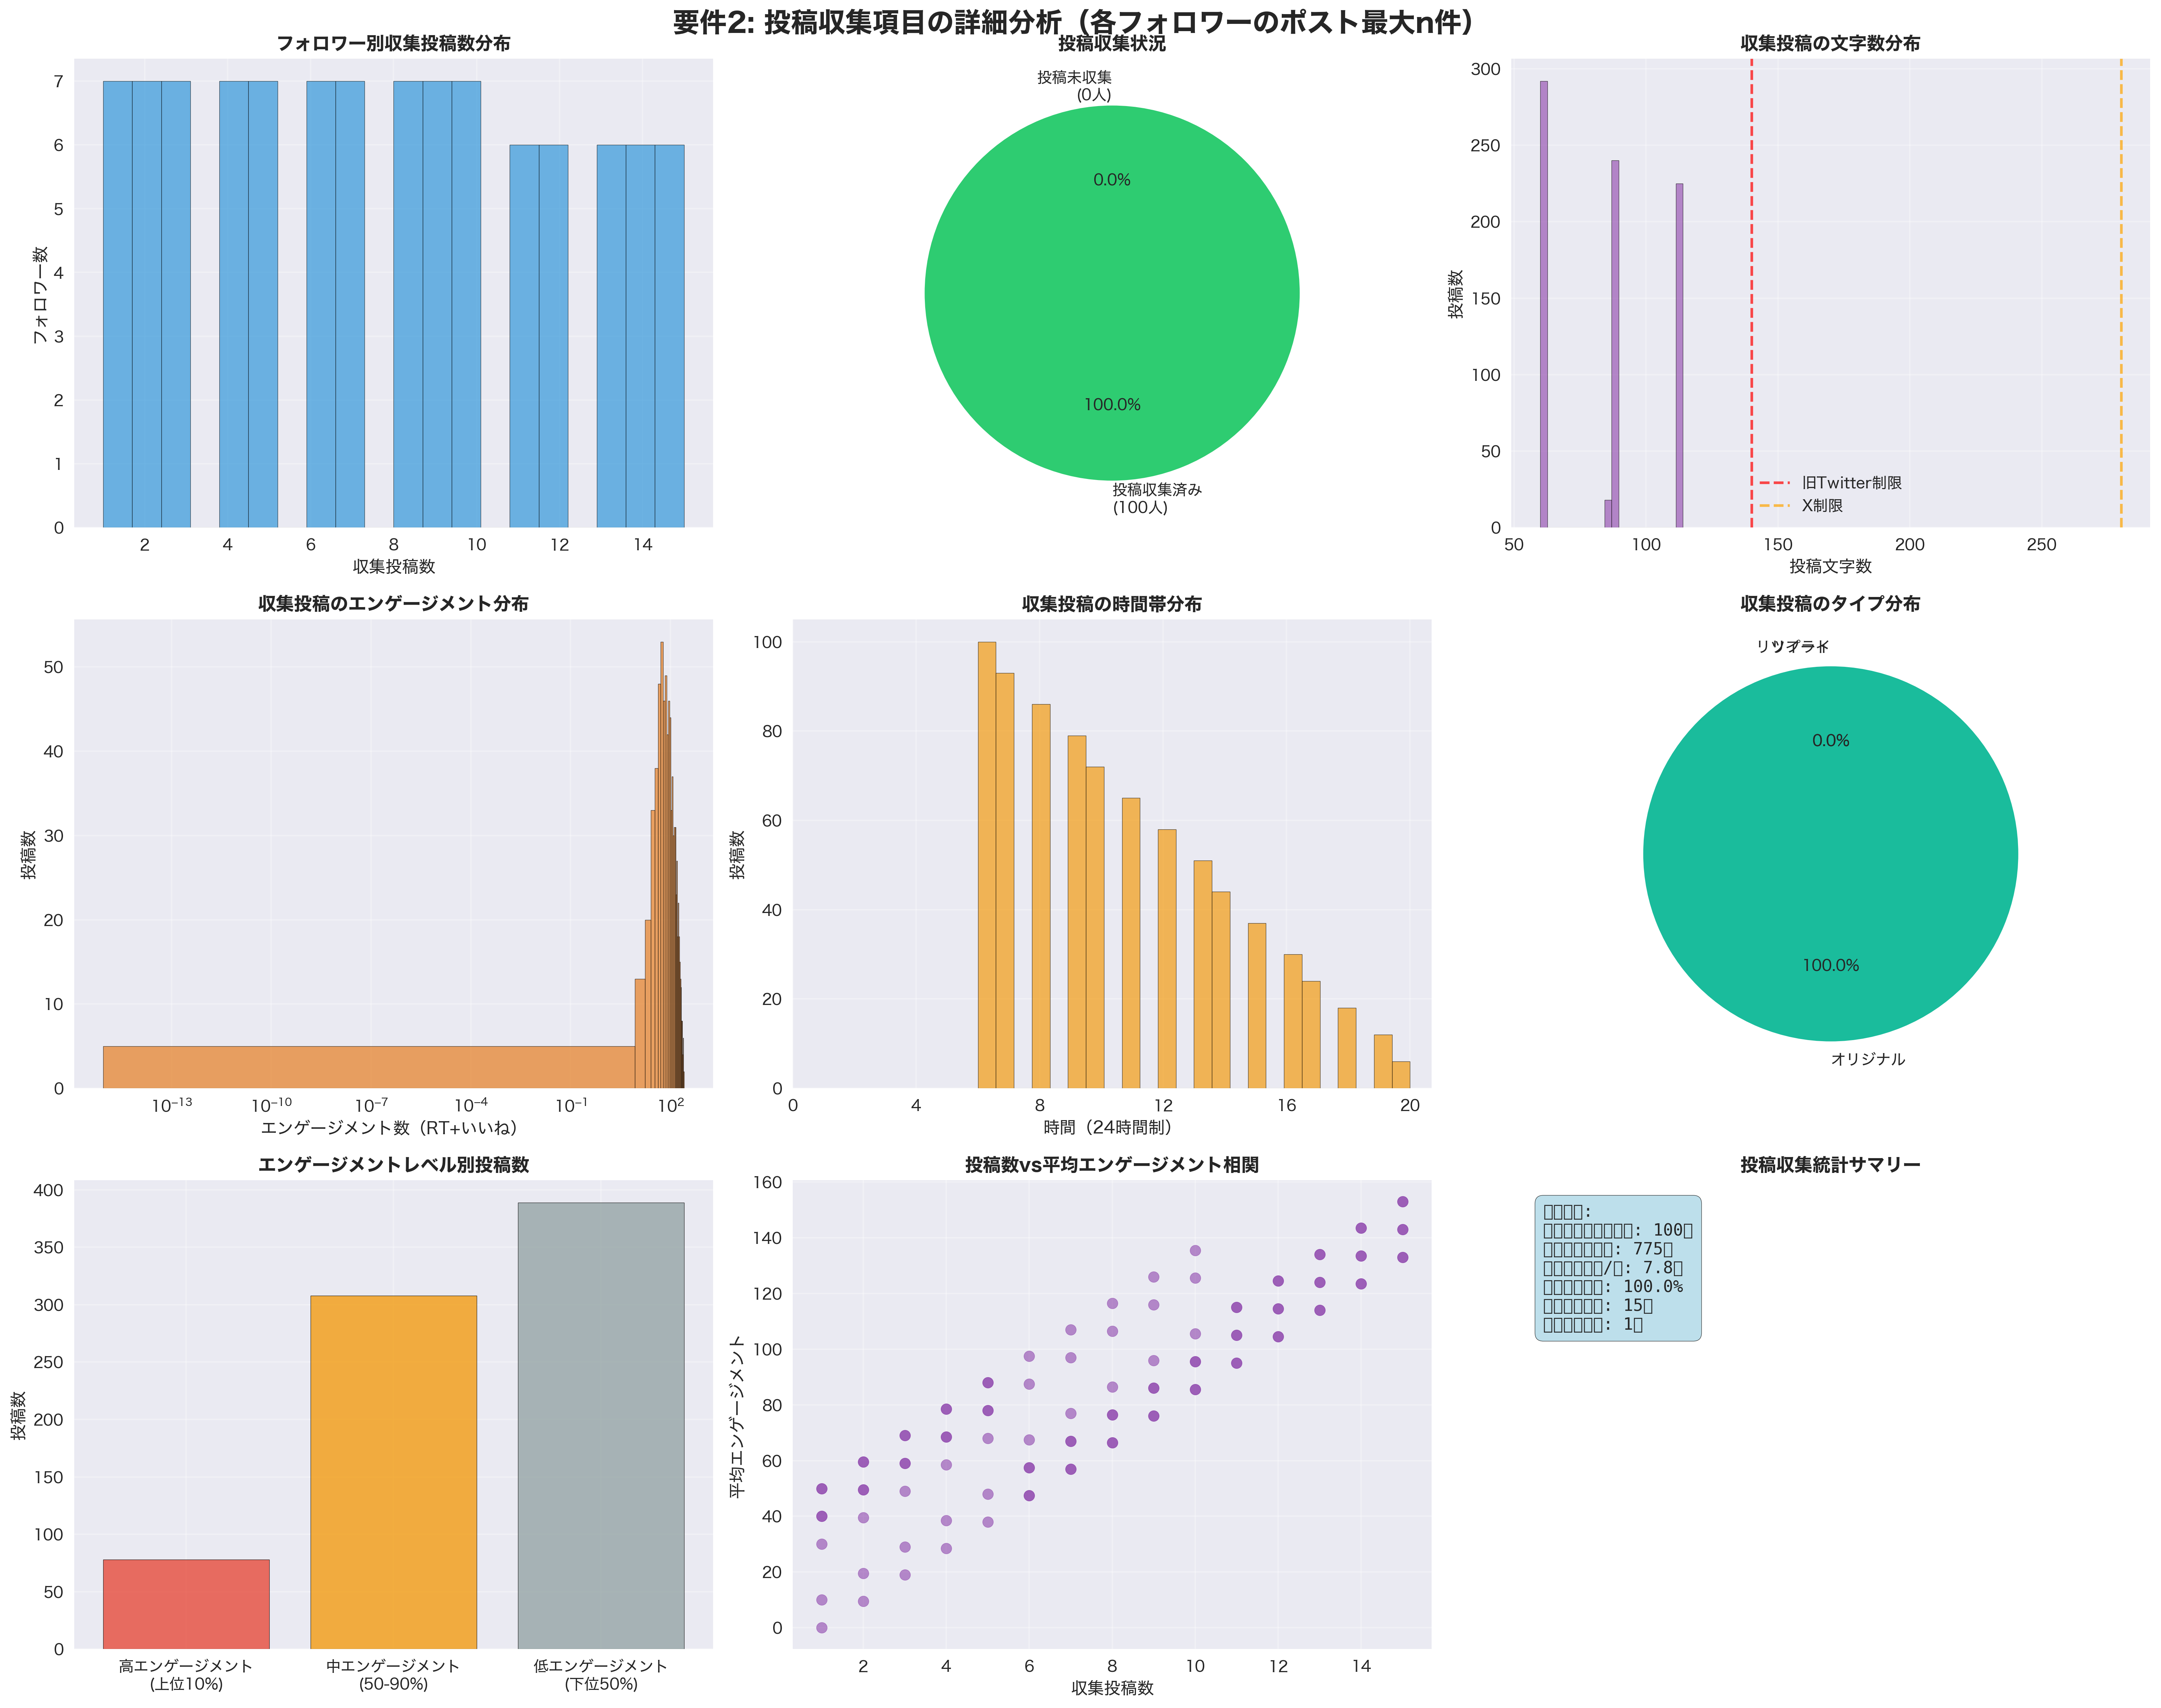 要件2: 投稿収集項目の詳細分析（各フォロワーのポスト最大n件）
フォロワー別収集投稿数分布
フォロワー数
7
6
5
4
3
2
1
0
2 4 6 8 10 12 14
収集投稿数
投稿収集状況
投稿未収集
(0人)
0.0%
100.0%
投稿収集済み
(100人)
収集投稿の文字数分布
投稿数
300
250
200
150
100
50
0
旧Twitter制限
X制限
50 100 150 200 250
投稿文字数
収集投稿のエンゲージメント分布
投稿数
50
40
30
20
10
0
10⁻¹³ 10⁻¹⁰ 10⁻⁷ 10⁻⁴ 10⁻¹ 10²
エンゲージメント数（RT+いいね）
収集投稿の時間帯分布
投稿数
100
80
60
40
20
0
0 4 8 12 16 20
時間（24時間制）
収集投稿のタイプ分布
0.0%
100.0%
オリジナル
エンゲージメントレベル別投稿数
投稿数
400
350
300
250
200
150
100
50
0
高エンゲージメント
(上位10%)
中エンゲージメント
(50-90%)
低エンゲージメント
(下位50%)
投稿数vs平均エンゲージメント相関
平均エンゲージメント
160
140
120
100
80
60
40
20
0
2 4 6 8 10 12 14
収集投稿数
投稿収集統計サマリー
:
: 100
: 775
/ : 7.8
: 100.0%
: 15
: 1